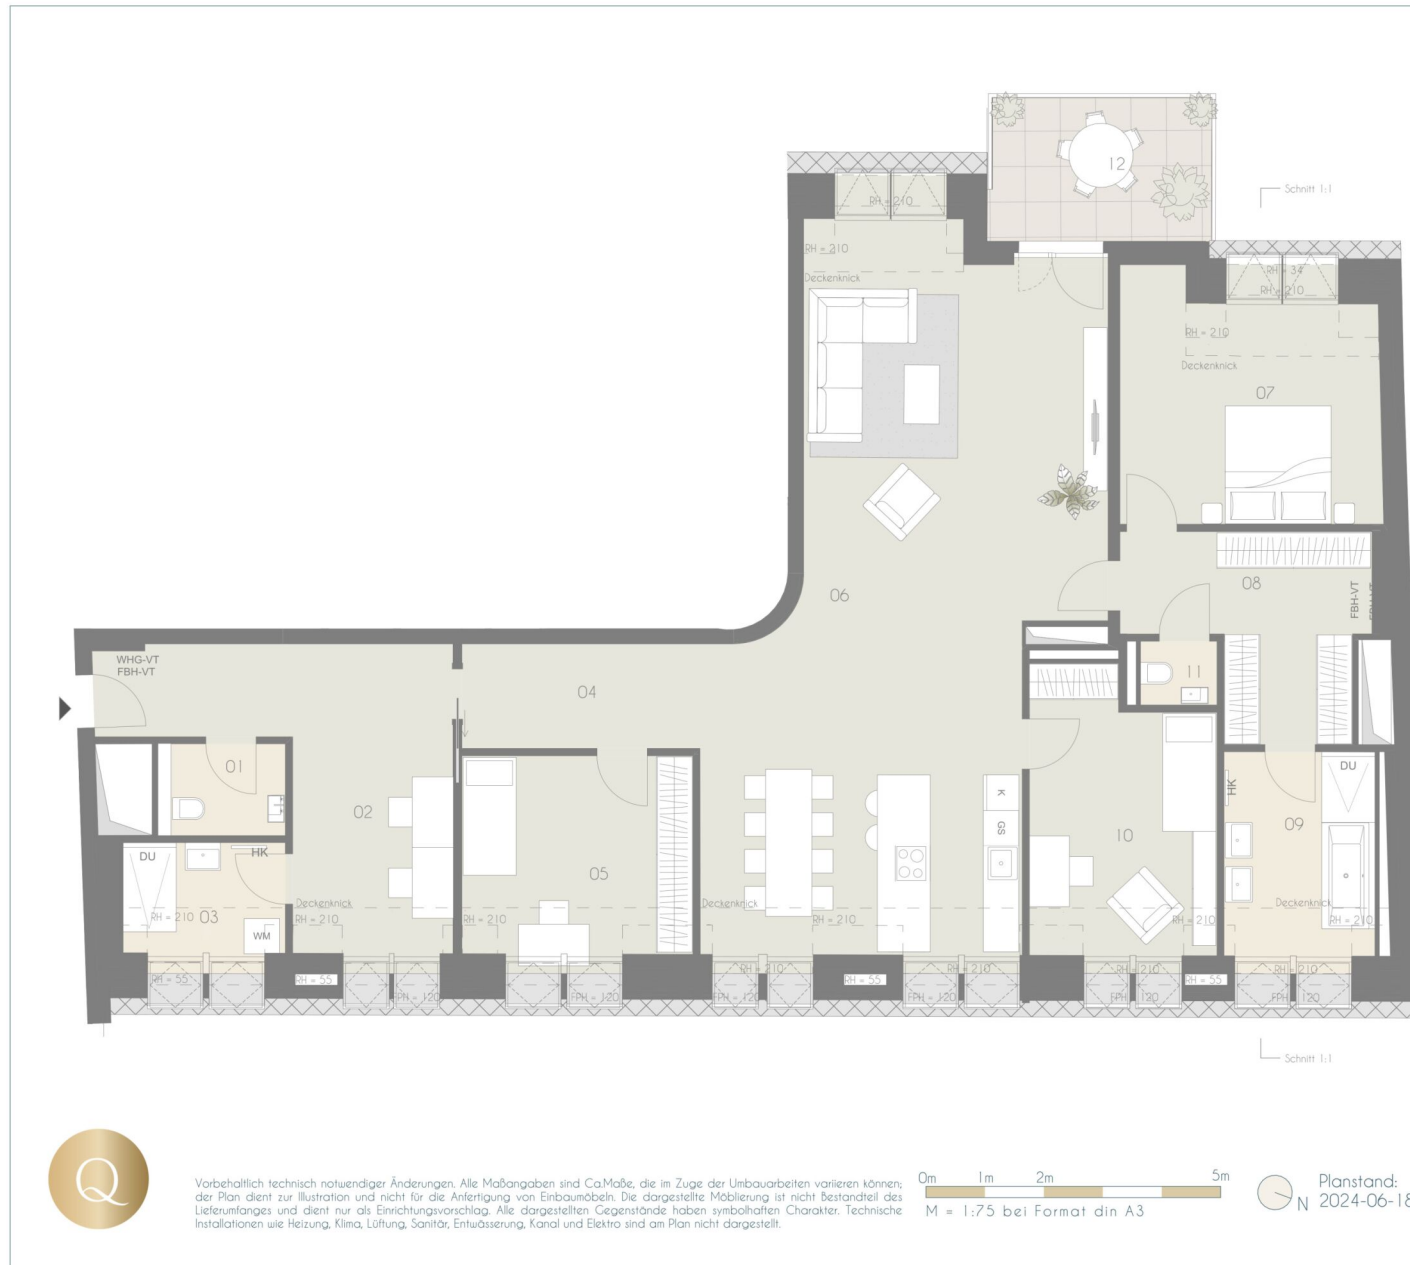 12
Schnitt 1:1
RH = 210
RH = 210
Deckenknick
RH = 34
RH = 210
RH = 210
Deckenknick
07
06
08
FBH-VT
WHG-VT
FBH-VT
04
11
01
02
DU
HK
03
RH = 210
WM
Deckenknick
RH = 210
05
RH = 210
K
GS
Deckenknick
RH = 210
10
RH = 210
HK
DU
09
Deckenknick
RH = 210
RH = 55
RH = 55
FPH = 120
FPH = 120
RH = 210
FPH = 120
RH = 55
RH = 210
FPH = 120
RH = 210
FPH = 120
RH = 55
RH = 210
FPH = 120
Schnitt 1:1
Q
Vorbehaltlich technisch notwendiger Änderungen. Alle Maßangaben sind Ca.Maße, die im Zuge der Umbauarbeiten variieren können;
der Plan dient zur Illustration und nicht für die Anfertigung von Einbaumöbeln. Die dargestellte Möblierung ist nicht Bestandteil des
Lieferumfanges und dient nur als Einrichtungsvorschlag. Alle dargestellten Gegenstände haben symbolhaften Charakter. Technische
Installationen wie Heizung, Klima, Lüftung, Sanitär, Entwässerung, Kanal und Elektro sind am Plan nicht dargestellt.
0m 1m 2m 5m
M = 1:75 bei Format din A3
N
Planstand:
2024-06-18